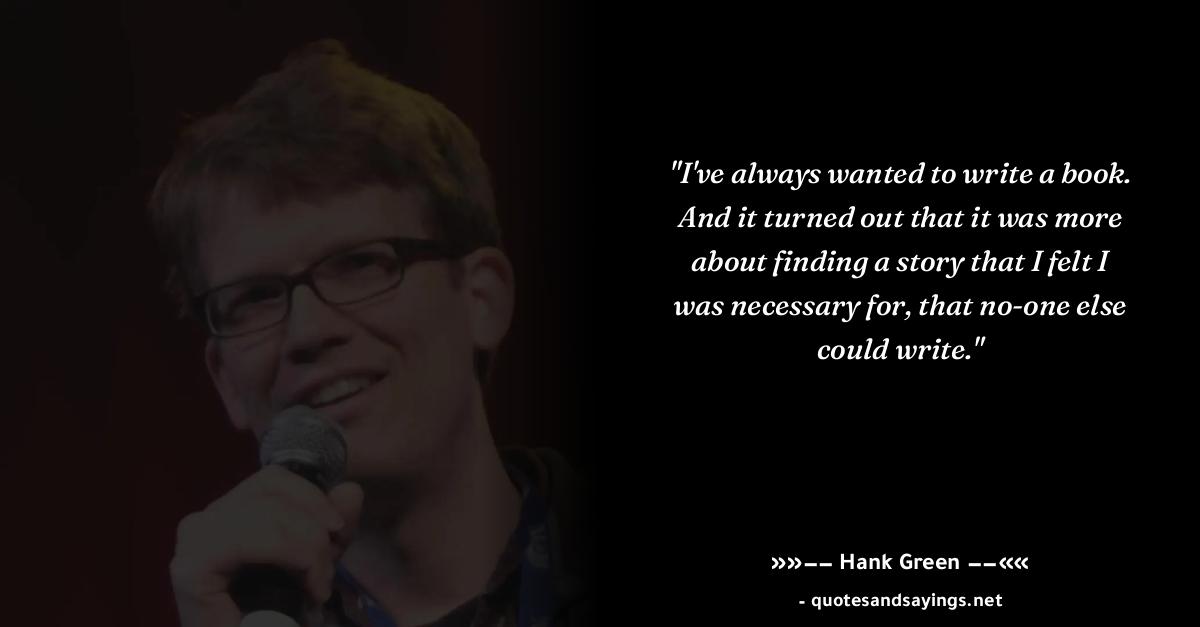 "I've always wanted to write a book.
And it turned out that it was more
about finding a story that I felt I
was necessary for, that no-one else
could write."
»»−− Hank Green −−««
- quotesandsayings.net